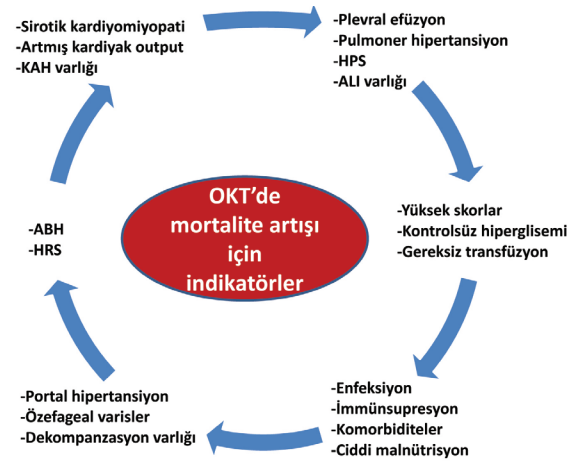 -Sirotik kardiyomiyopati
-Artmış kardiyak output
-KAH varlığı
-Plevral efüzyon
-Pulmoner hipertansiyon
-HPS
-ALI varlığı
-Yüksek skorlar
-Kontrolsüz hiperglisemi
-Gereksiz transfüzyon
-Enfeksiyon
-İmmünsupresyon
-Komorbiditeler
-Ciddi malnütrisyon
-Portal hipertansiyon
-Özefageal varisler
-Dekompanzasyon varlığı
-ABH
-HRS
OKT’de
mortalite artışı
için
indikatörler